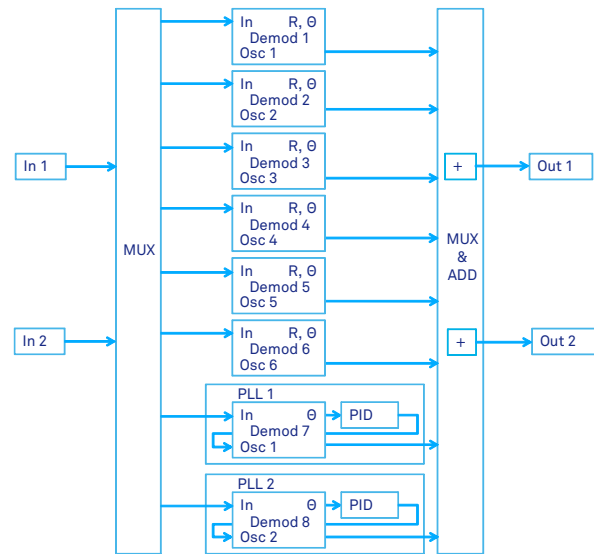 In R, Θ
Demod 1
Osc 1
In R, Θ
Demod 2
Osc 2
In R, Θ
Demod 3
Osc 3
In R, Θ
Demod 4
Osc 4
In R, Θ
Demod 5
Osc 5
In R, Θ
Demod 6
Osc 6
PLL 1
In Θ
Demod 7
Osc 1
PID
PLL 2
In Θ
Demod 8
Osc 2
PID
In 1
In 2
MUX
+
MUX
&
ADD
+
Out 1
Out 2